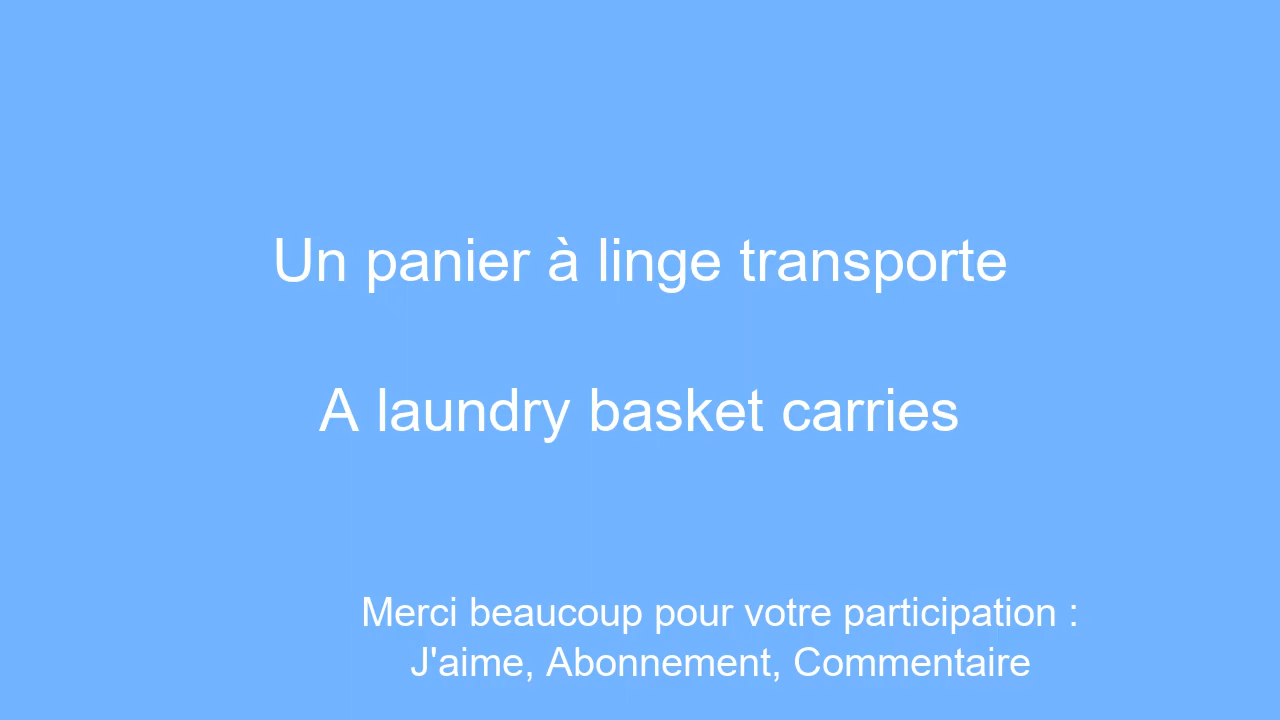 Un panier à linge transporte
A laundry basket carries
Merci beaucoup pour votre participation :
J'aime, Abonnement, Commentaire